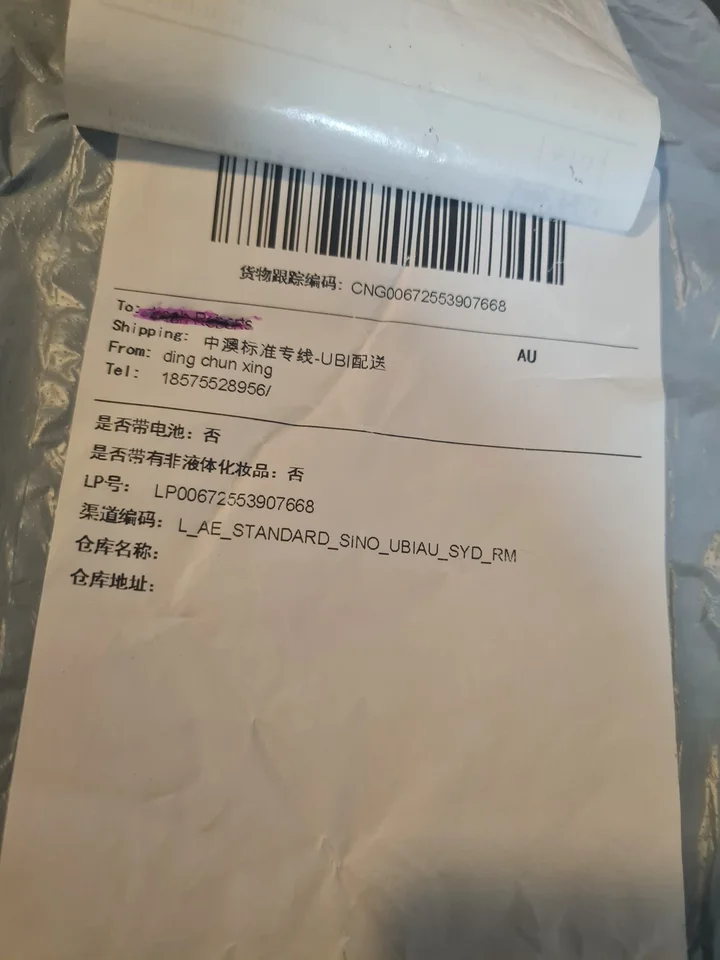 货物跟踪编码: CNG00672553907668
To:
Shipping: 中澳标准专线-UBI配送 AU
From: ding chun xing
Tel: 18575528956/
是否带电池: 否
是否带有非液体化妆品: 否
LP号: LP00672553907668
渠道编码: L_AE_STANDARD_SINO_UBIAU_SYD_RM
仓库名称:
仓库地址: